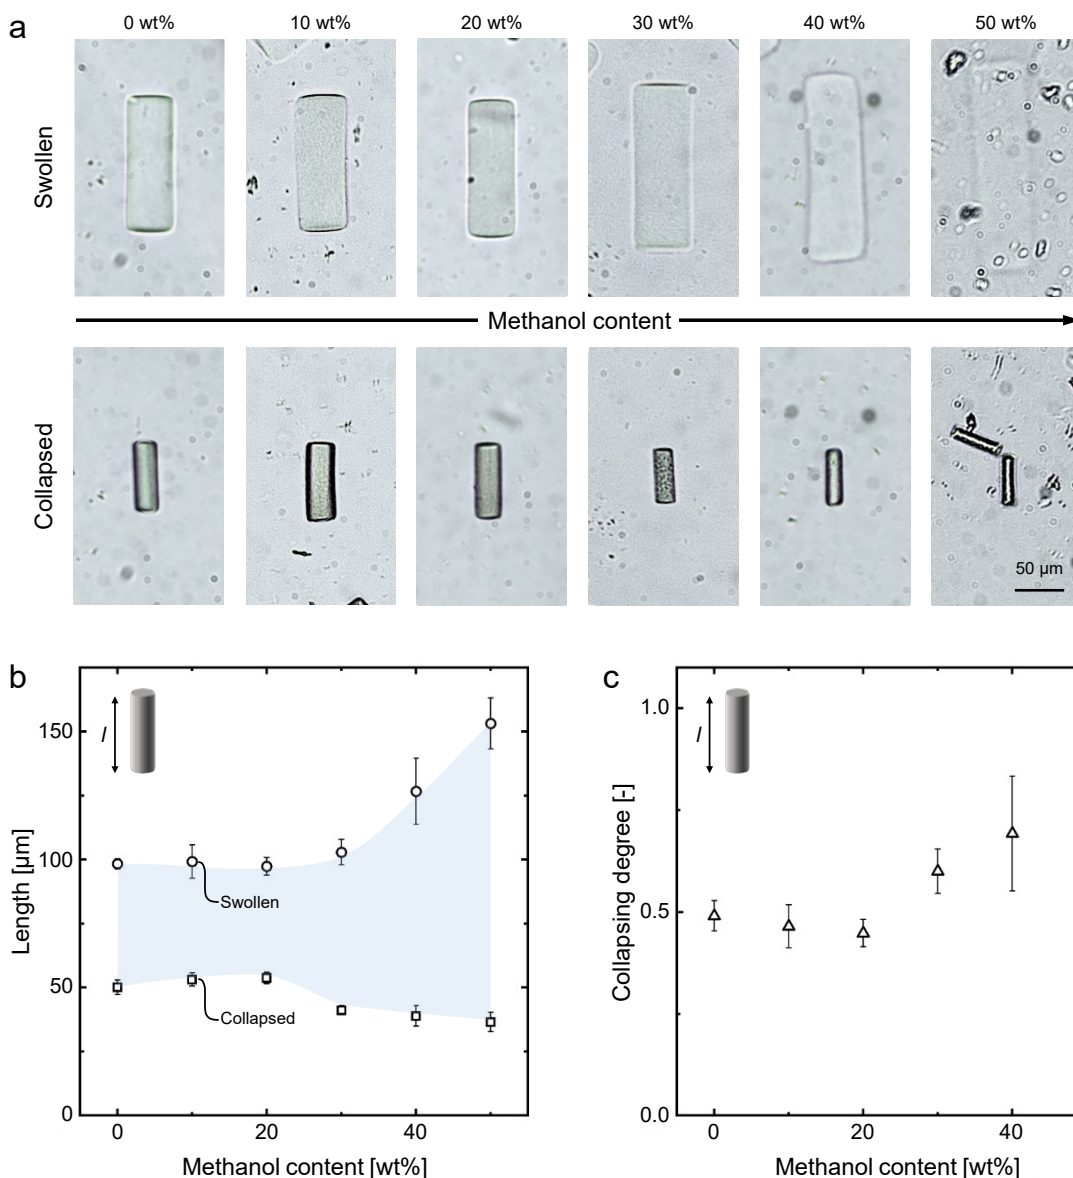 a
0 wt%
10 wt%
20 wt%
30 wt%
40 wt%
50 wt%
Swollen
Methanol content
Collapsed
50 µm
b
l
Swollen
Collapsed
Length [µm]
150
100
50
0
0
20
40
Methanol content [wt%]
c
l
Collapsing degree [-]
1.0
0.5
0.0
0
20
40
Methanol content [wt%]